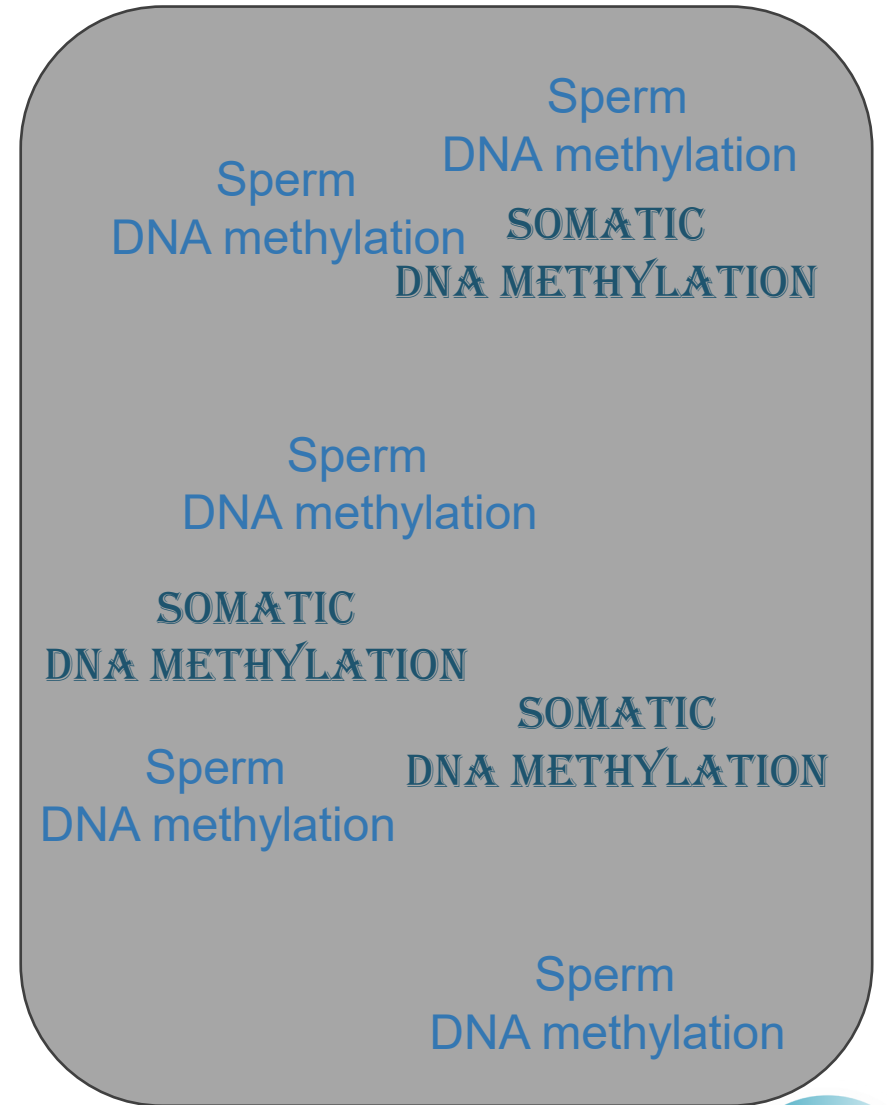 Sperm
DNA methylation
Sperm
DNA methylation
SOMATIC
DNA METHYLATION
Sperm
DNA methylation
SOMATIC
DNA METHYLATION
SOMATIC
DNA METHYLATION
Sperm
DNA methylation
Sperm
DNA methylation